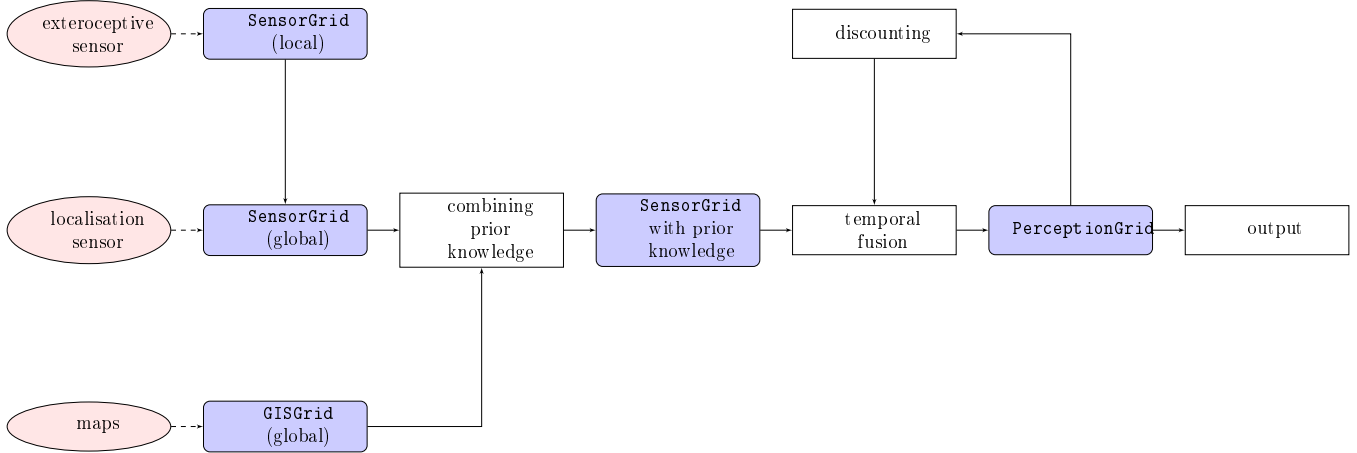 exteroceptive
sensor
SensorGrid
(local)
discounting
localisation
sensor
SensorGrid
(global)
combining
prior
knowledge
SensorGrid
with prior
knowledge
temporal
fusion
PerceptionGrid
output
maps
GISGrid
(global)